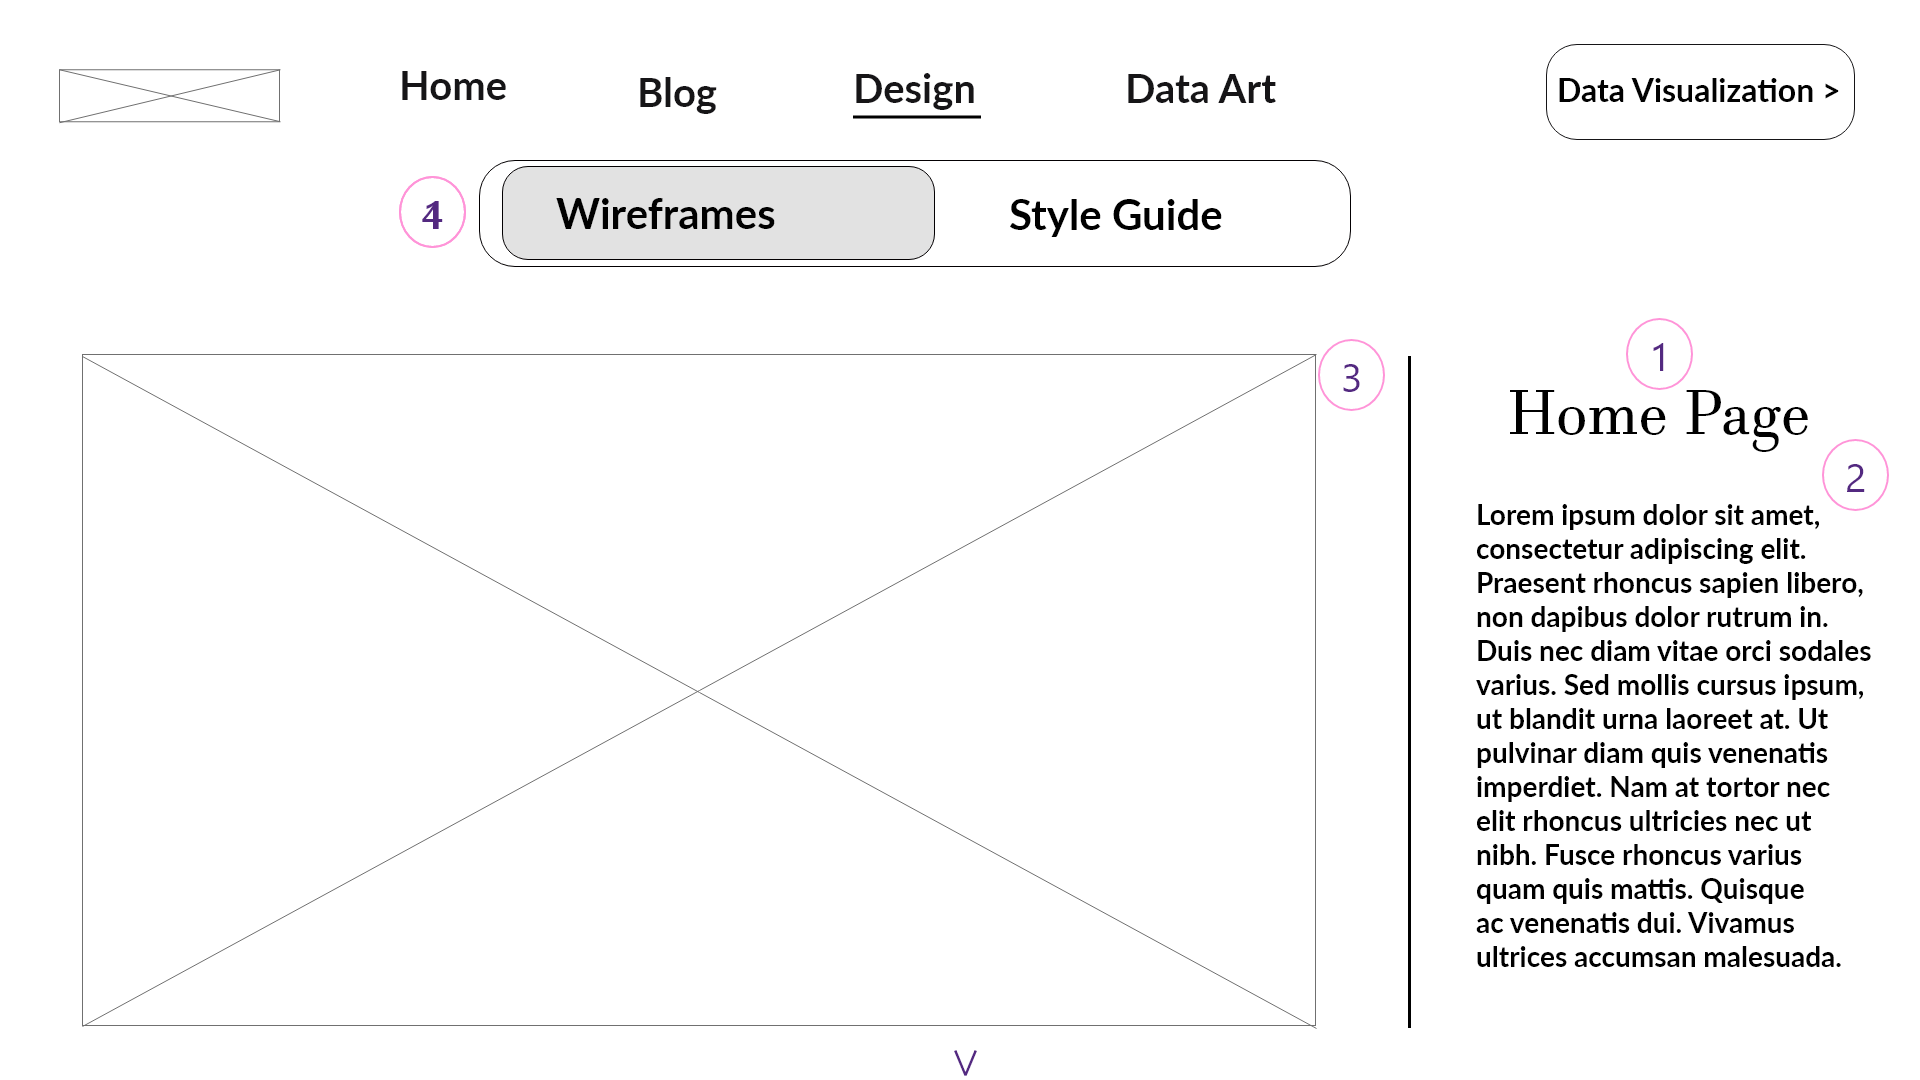 Home Blog Design Data Art Data Visualization >
4 Wireframes Style Guide
3
1
Home Page
2
Lorem ipsum dolor sit amet,
consectetur adipiscing elit.
Praesent rhoncus sapien libero,
non dapibus dolor rutrum in.
Duis nec diam vitae orci sodales
varius. Sed mollis cursus ipsum,
ut blandit urna laoreet at. Ut
pulvinar diam quis venenatis
imperdiet. Nam at tortor nec
elit rhoncus ultricies nec ut
nibh. Fusce rhoncus varius
quam quis mattis. Quisque
ac venenatis dui. Vivamus
ultrices accumsan malesuada.